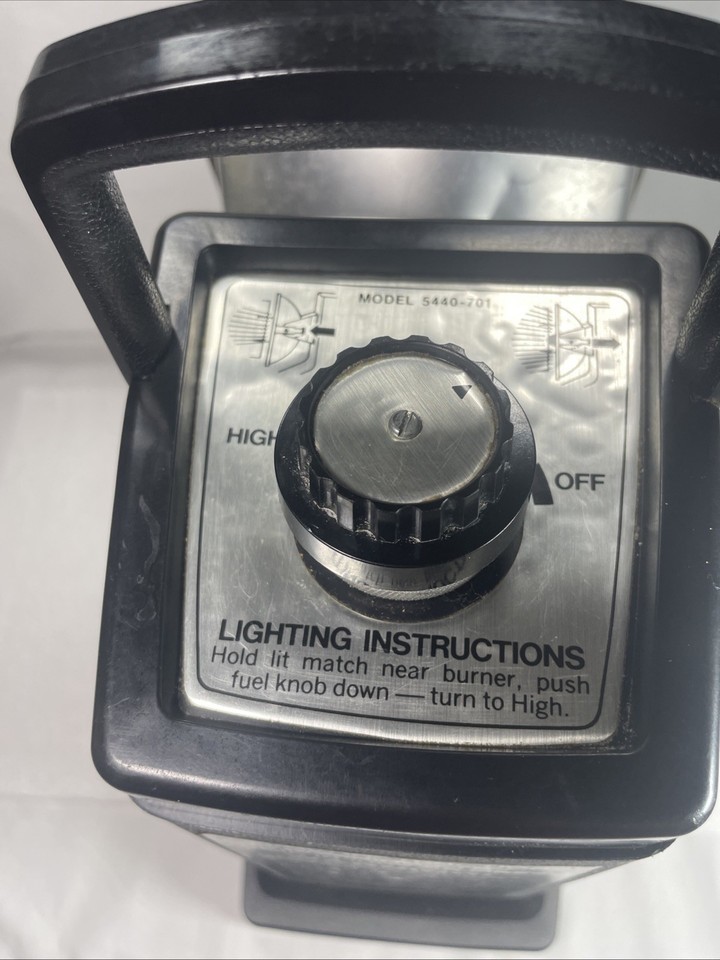 MODEL 5440-701
HIGH
OFF
LIGHTING INSTRUCTIONS
Hold lit match near burner, push
fuel knob down — turn to High.